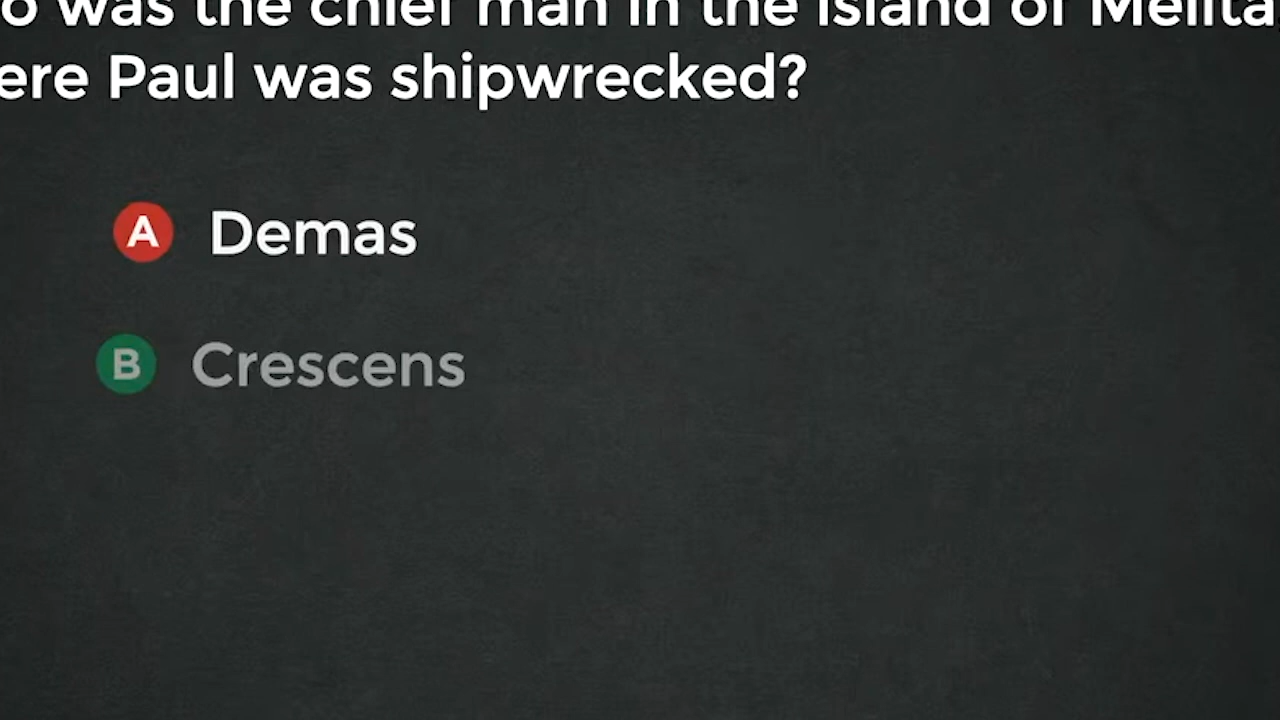 o was the chief man in the island of Melita
ere Paul was shipwrecked?
A Demas
B Crescens